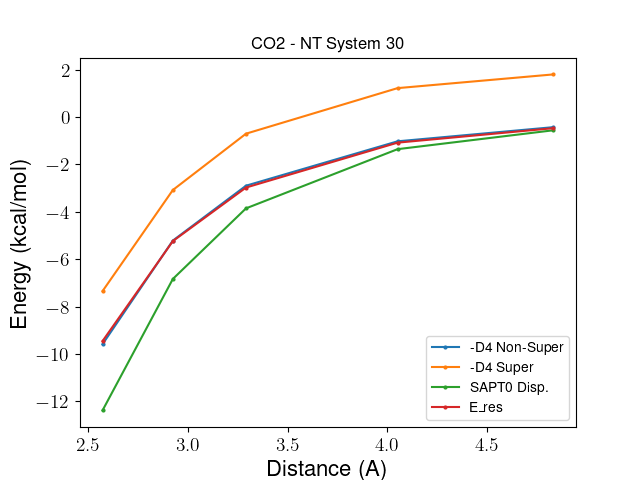 CO2 - NT System 30
Energy (kcal/mol)
2
0
−2
−4
−6
−8
−10
−12
2.5 3.0 3.5 4.0 4.5
Distance (A)
-D4 Non-Super
-D4 Super
SAPT0 Disp.
E_res